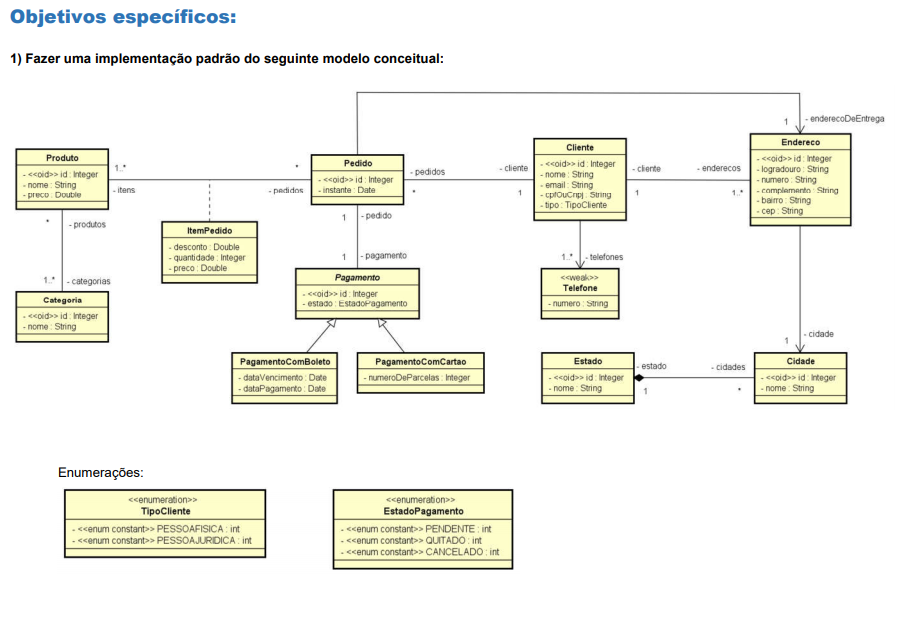 Objetivos específicos:
1) Fazer uma implementação padrão do seguinte modelo conceitual:
1 - enderecoDeEntrega
Produto
- <<oid>> id : Integer
- nome : String
- preco : Double
1..*
- itens
*
- pedidos
Pedido
- <<oid>> id : Integer
- instante : Date
- pedidos
*
- cliente
1
Cliente
- <<oid>> id : Integer
- nome : String
- email : String
- cpfOuCnpj : String
- tipo : TipoCliente
- cliente
1
- enderecos
1..*
Endereco
- <<oid>> id : Integer
- logradouro : String
- numero : String
- complemento : String
- bairro : String
- cep : String
* - produtos
1..* - categorias
Categoria
- <<oid>> id : Integer
- nome : String
ItemPedido
- desconto : Double
- quantidade : Integer
- preco : Double
1 - pedido
1 - pagamento
Pagamento
- <<oid>> id : Integer
- estado : EstadoPagamento
1..* - telefones
<<weak>>
Telefone
- numero : String
PagamentoComBoleto
- dataVencimento : Date
- dataPagamento : Date
PagamentoComCartao
- numeroDeParcelas : Integer
Estado
- <<oid>> id : Integer
- nome : String
- estado
1
- cidades
*
1 - cidade
Cidade
- <<oid>> id : Integer
- nome : String
Enumerações:
<<enumeration>>
TipoCliente
- <<enum constant>> PESSOAFISICA : int
- <<enum constant>> PESSOAJURIDICA : int
<<enumeration>>
EstadoPagamento
- <<enum constant>> PENDENTE : int
- <<enum constant>> QUITADO : int
- <<enum constant>> CANCELADO : int